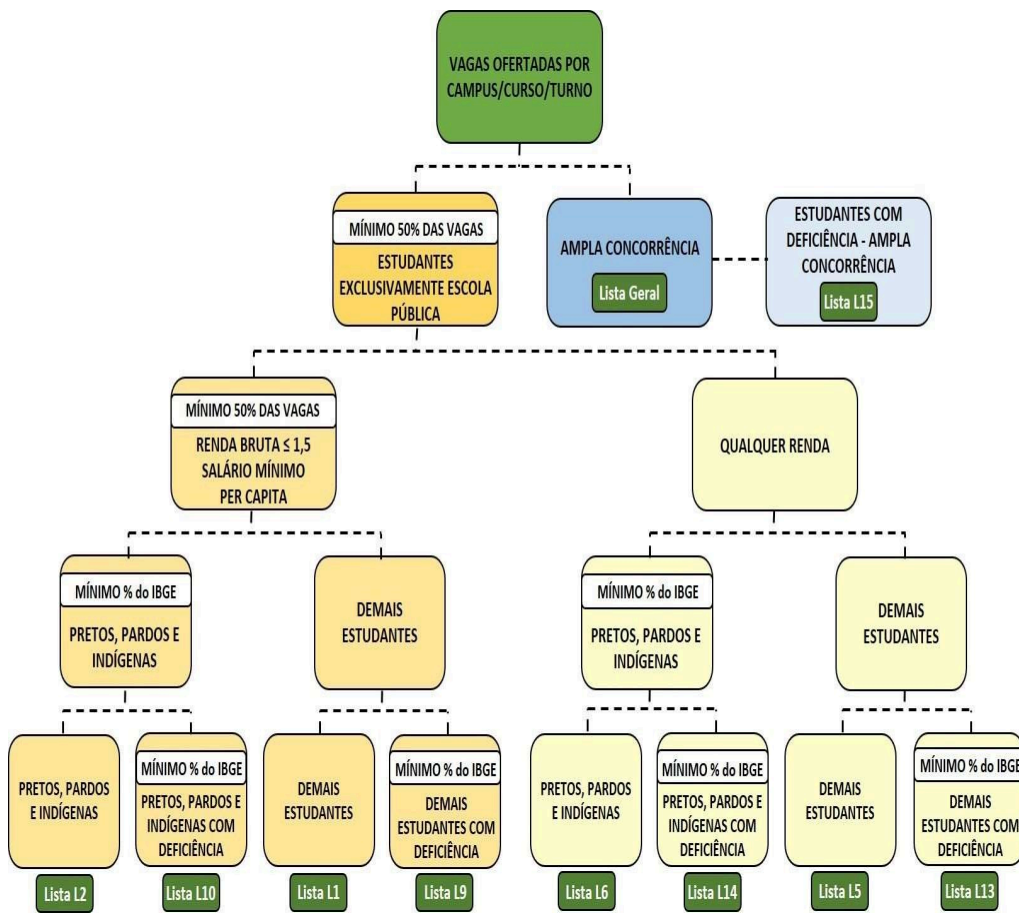 VAGAS OFERTADAS POR
CAMPUS/CURSO/TURNO
MÍNIMO 50% DAS VAGAS
ESTUDANTES
EXCLUSIVAMENTE ESCOLA
PÚBLICA
AMPLA CONCORRÊNCIA
Lista Geral
ESTUDANTES COM
DEFICIÊNCIA - AMPLA
CONCORRÊNCIA
Lista L15
MÍNIMO 50% DAS VAGAS
RENDA BRUTA ≤ 1,5
SALÁRIO MÍNIMO
PER CAPITA
QUALQUER RENDA
MÍNIMO % do IBGE
PRETOS, PARDOS E
INDÍGENAS
DEMAIS
ESTUDANTES
MÍNIMO % do IBGE
PRETOS, PARDOS E
INDÍGENAS
DEMAIS
ESTUDANTES
PRETOS, PARDOS
E INDÍGENAS
Lista L2
MÍNIMO % do IBGE
PRETOS, PARDOS E
INDÍGENAS COM
DEFICIÊNCIA
Lista L10
DEMAIS
ESTUDANTES
Lista L1
MÍNIMO % do IBGE
DEMAIS
ESTUDANTES COM
DEFICIÊNCIA
Lista L9
PRETOS, PARDOS
E INDÍGENAS
Lista L6
MÍNIMO % do IBGE
PRETOS, PARDOS E
INDÍGENAS COM
DEFICIÊNCIA
Lista L14
DEMAIS
ESTUDANTES
Lista L5
MÍNIMO % do IBGE
DEMAIS
ESTUDANTES COM
DEFICIÊNCIA
Lista L13